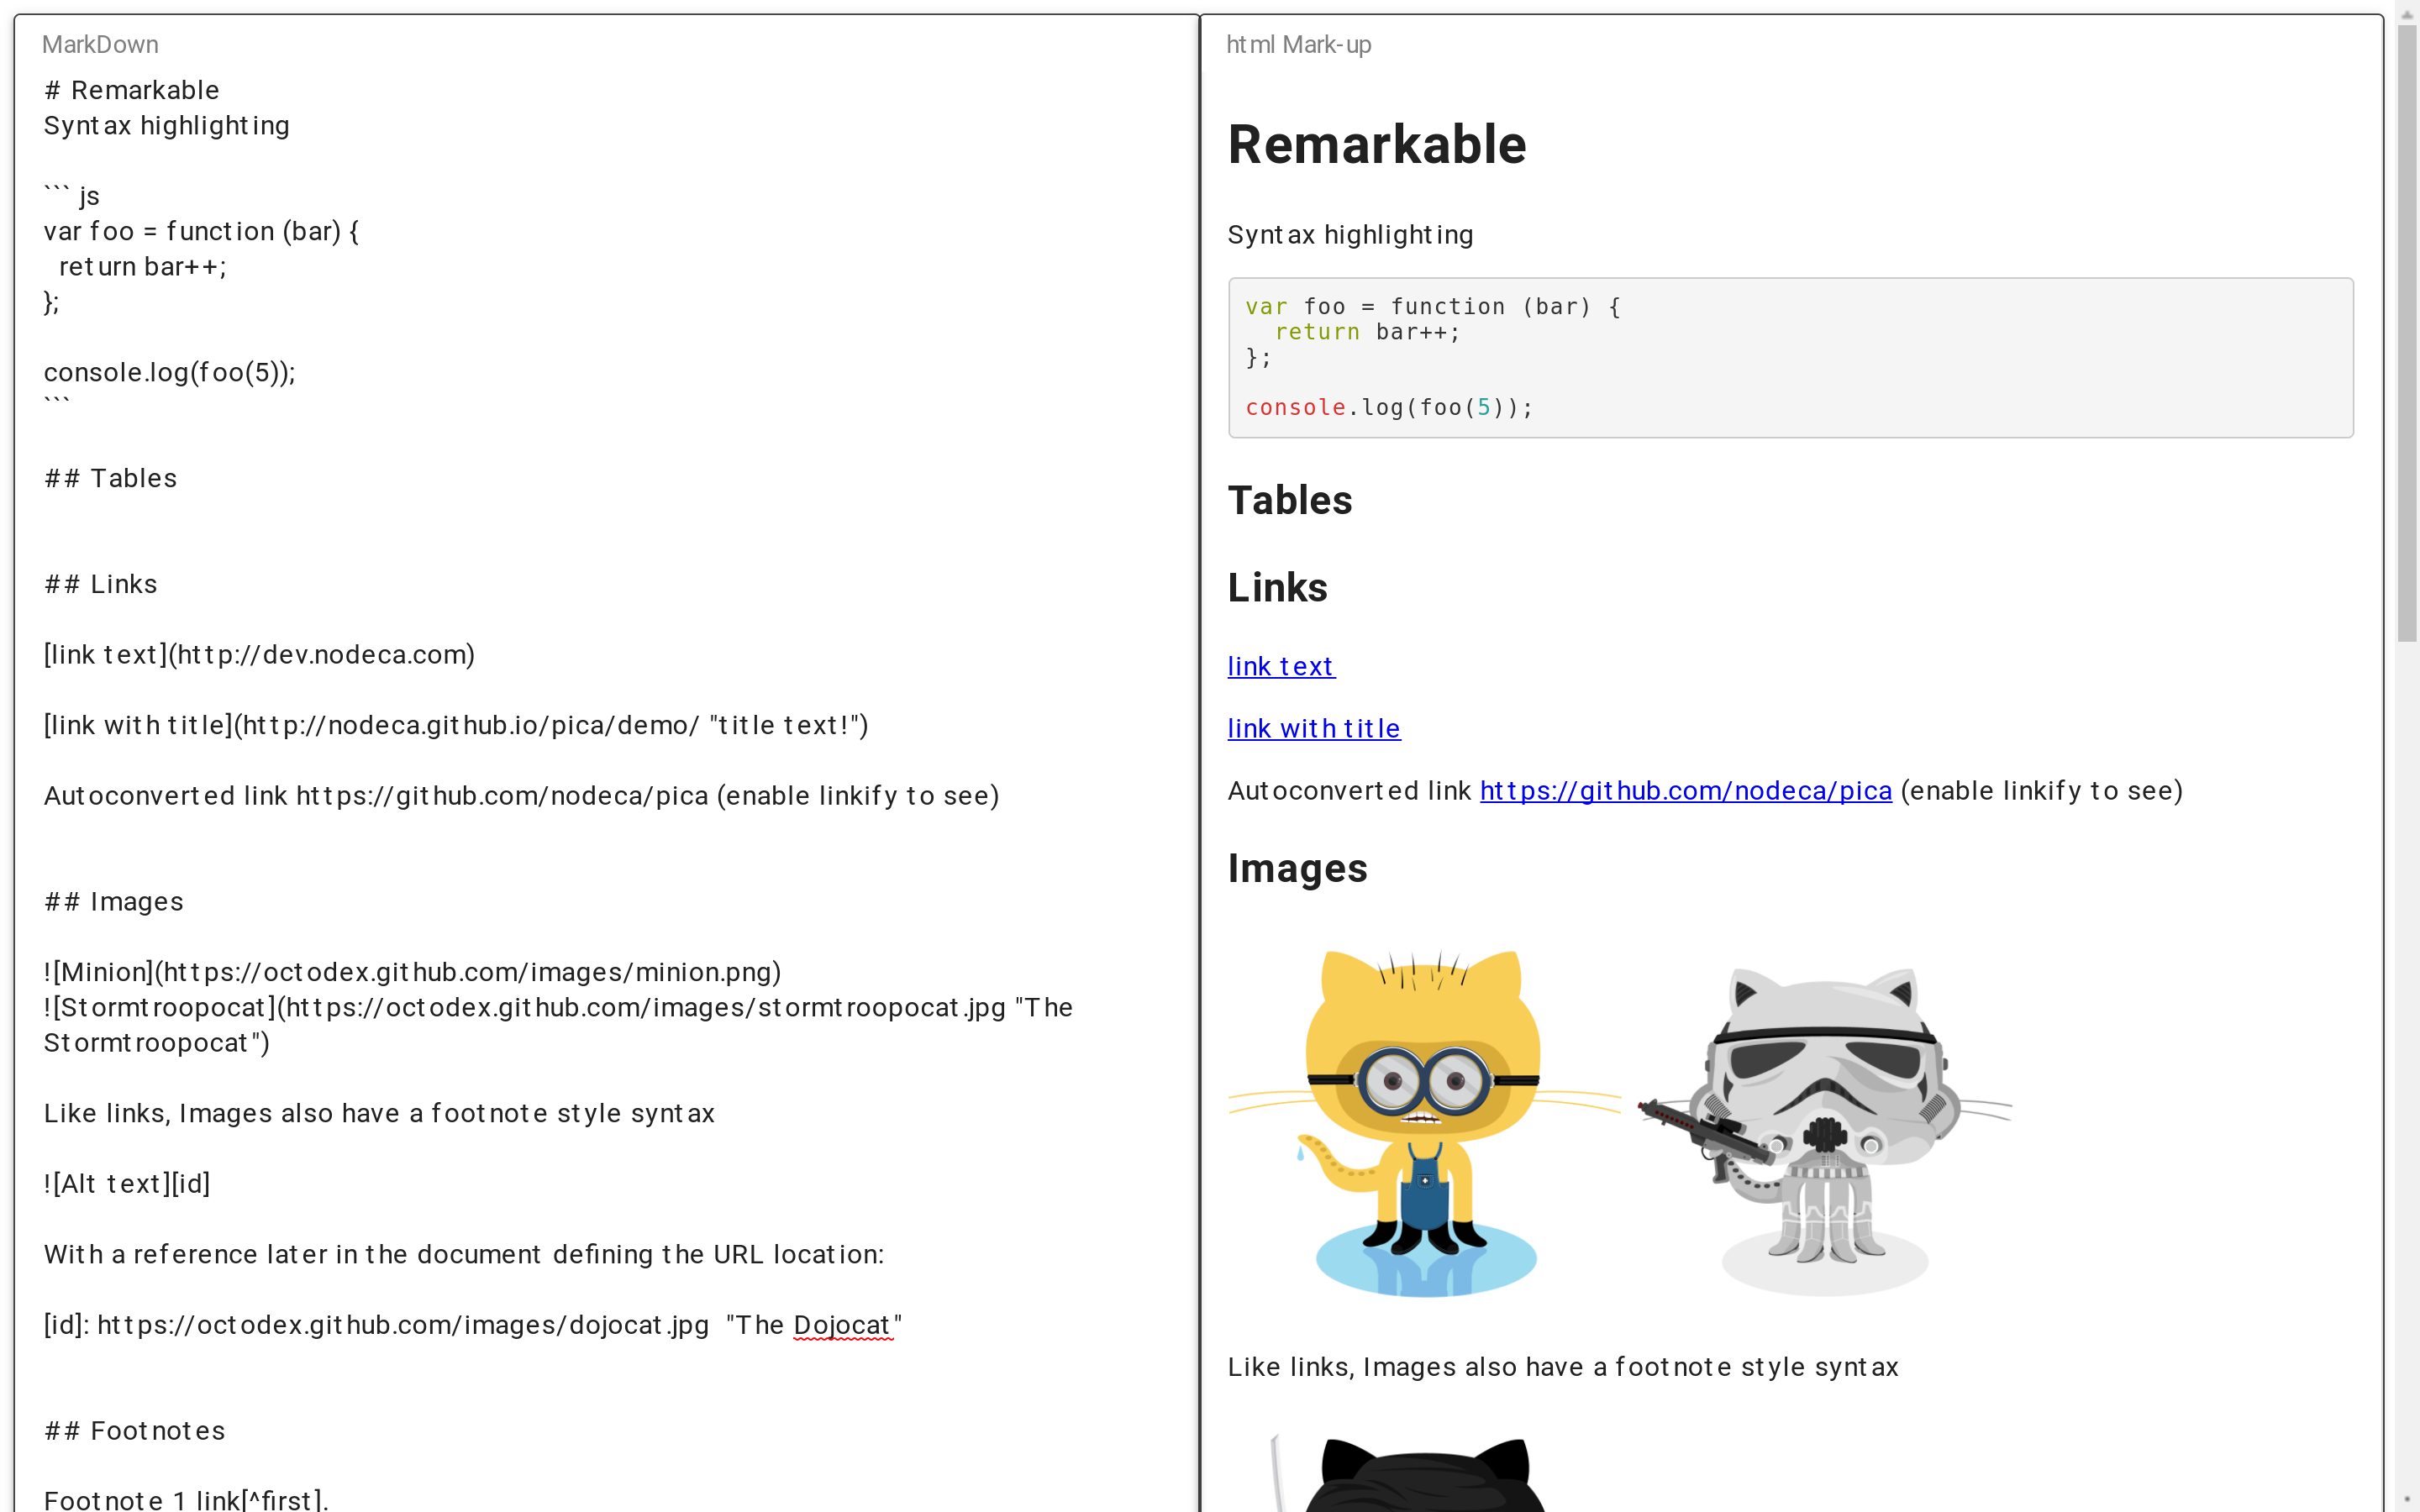 MarkDown
# Remarkable
Syntax highlighting
``` js
var foo = function (bar) {
  return bar++;
};
console.log(foo(5));
```
## Tables
## Links
[link text](http://dev.nodeca.com)
[link with title](http://nodeca.github.io/pica/demo/ "title text!")
Autoconverted link https://github.com/nodeca/pica (enable linkify to see)
## Images
![Minion](https://octodex.github.com/images/minion.png)
![Stormtroopocat](https://octodex.github.com/images/stormtroopocat.jpg "The
Stormtroopocat")
Like links, Images also have a footnote style syntax
![Alt text][id]
With a reference later in the document defining the URL location:
[id]: https://octodex.github.com/images/dojocat.jpg  "The Dojocat"
## Footnotes
Footnote 1 link[^first].
html Mark-up
Remarkable
Syntax highlighting
var foo = function (bar) {
  return bar++;
};
console.log(foo(5));
Tables
Links
link text
link with title
Autoconverted link https://github.com/nodeca/pica (enable linkify to see)
Images
Like links, Images also have a footnote style syntax